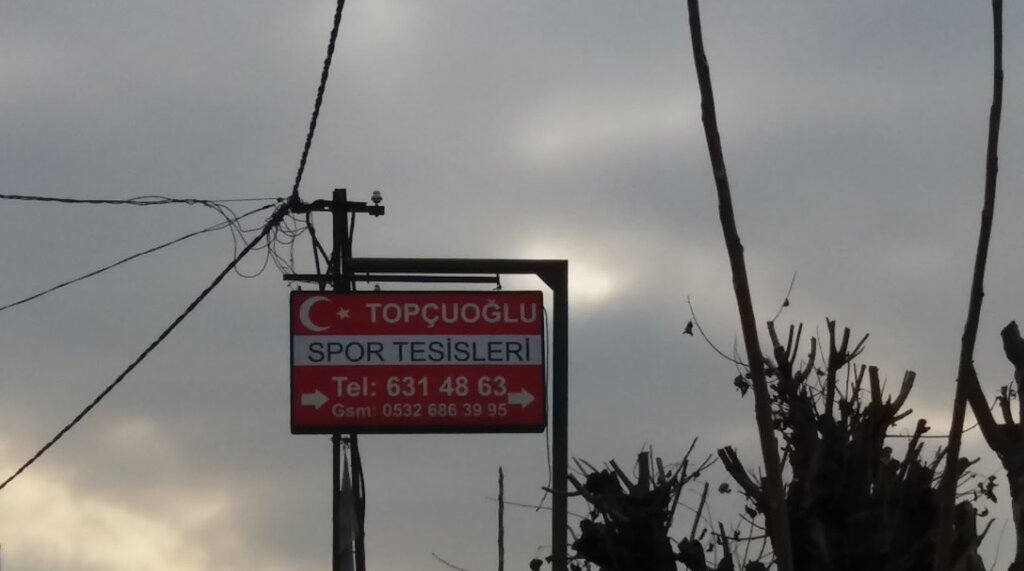 TOPÇUOĞLU
SPOR TESİSLERİ
Tel: 631 48 63
Gsm: 0532 686 39 95